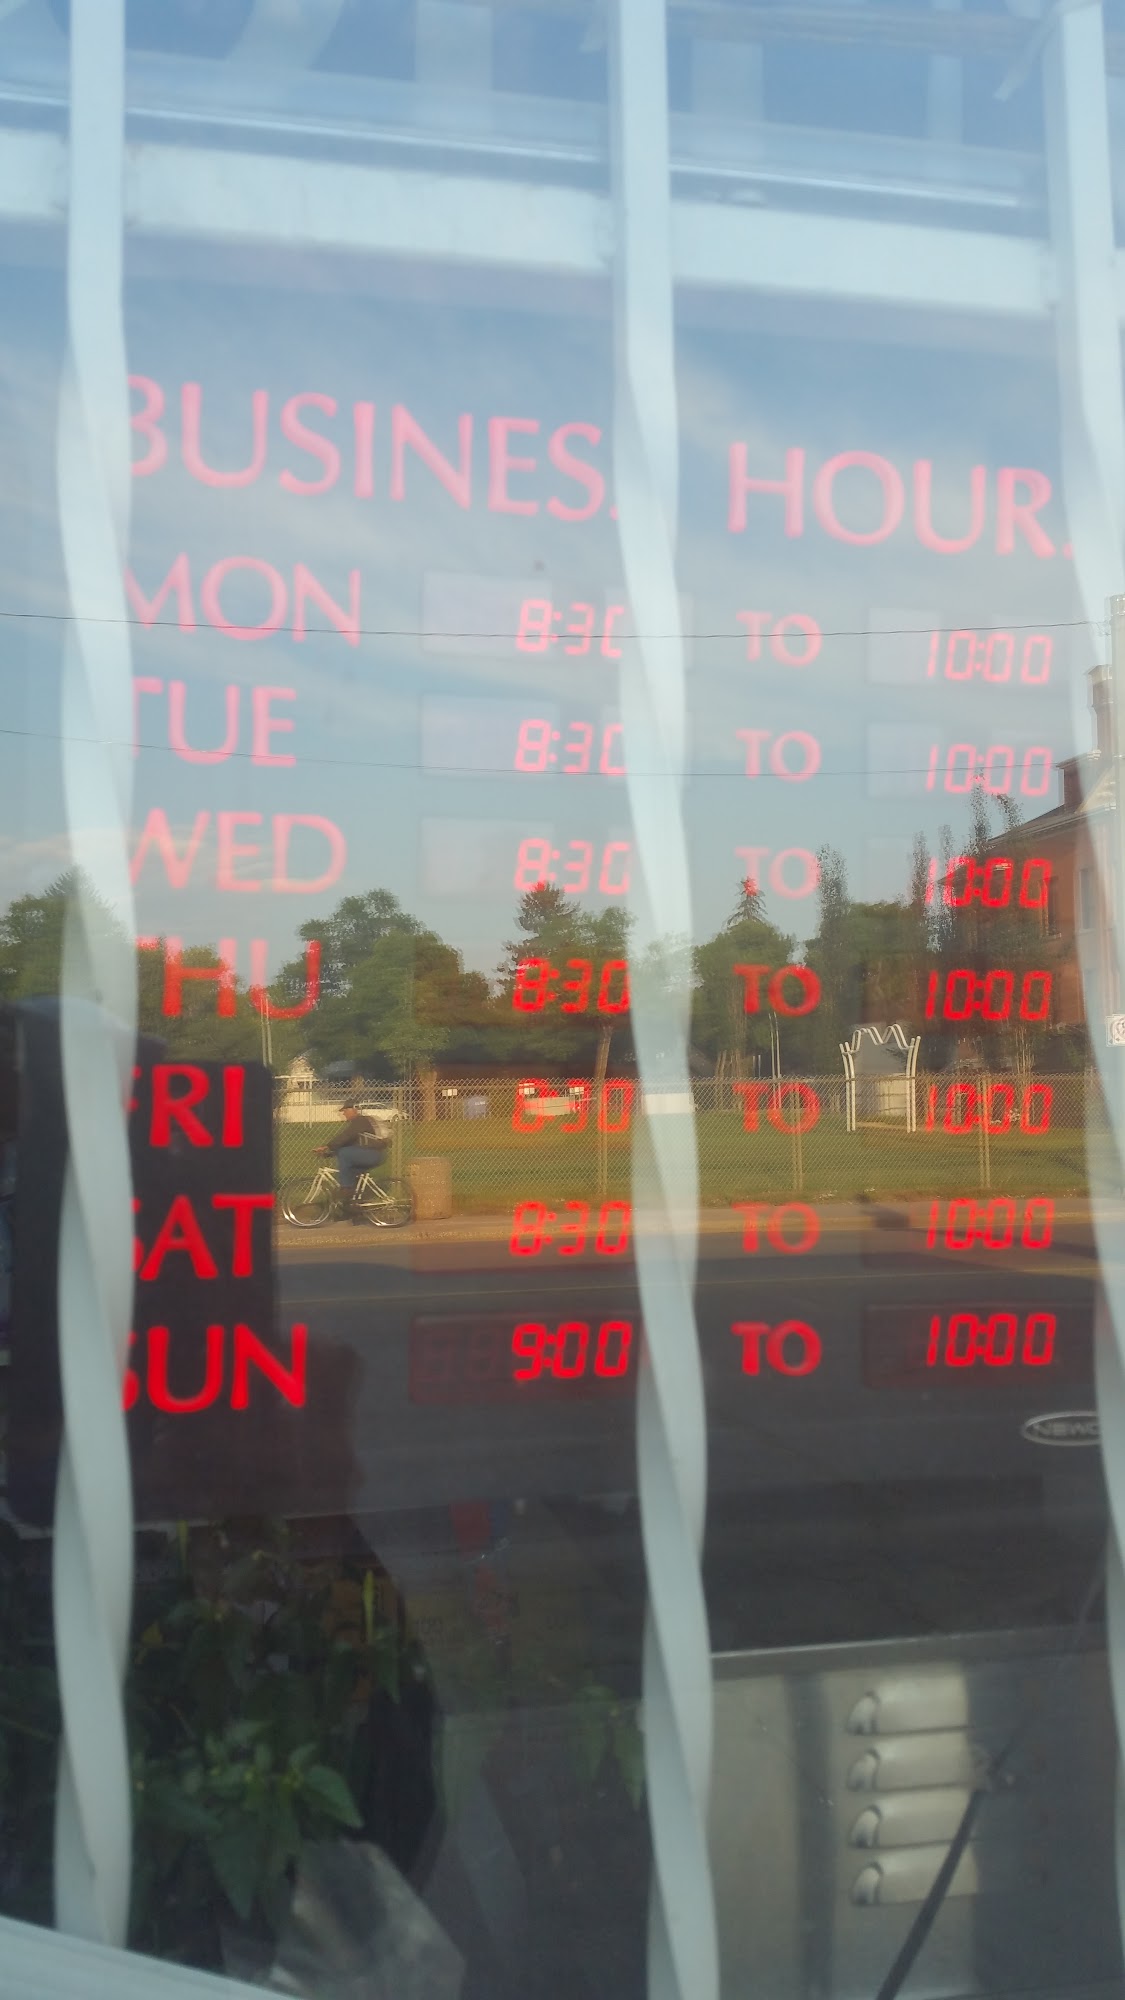 BUSINESS HOURS
MON 8:30 TO 10:00
TUE 8:30 TO 10:00
WED 8:30 TO 10:00
THU 8:30 TO 10:00
FRI 8:30 TO 10:00
SAT 8:30 TO 10:00
SUN 9:00 TO 10:00